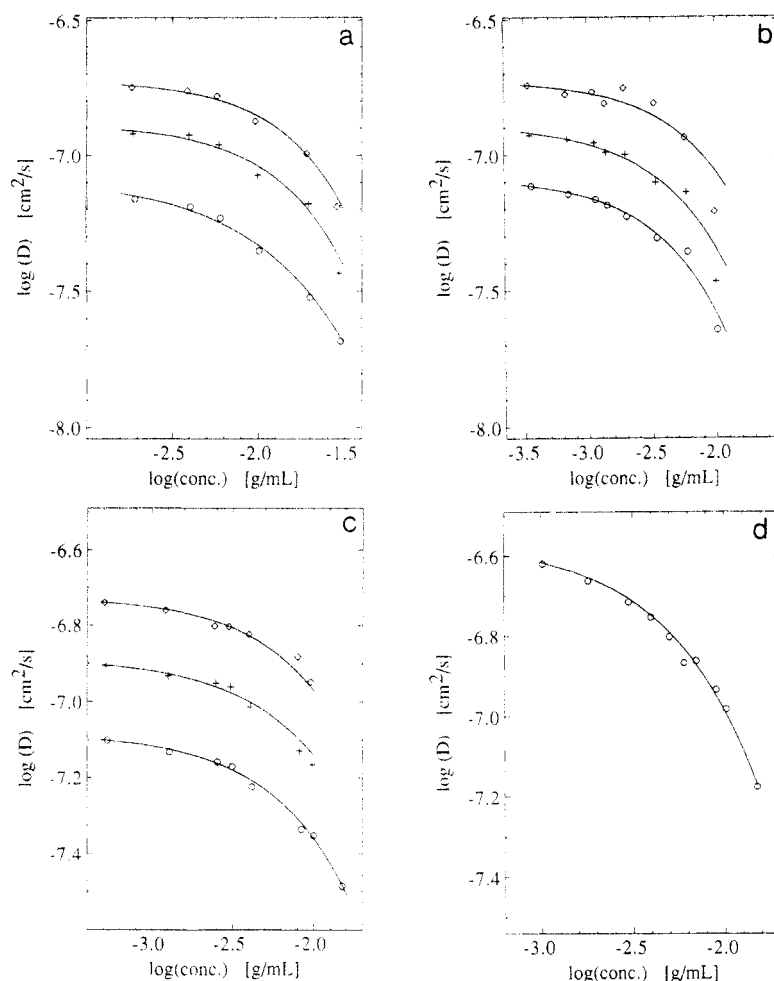 a
-6.5
-7.0
-7.5
-8.0
log (D) [cm2/s]
-2.5 -2.0 -1.5
log(conc.) [g/mL]
b
-6.5
-7.0
-7.5
-8.0
log (D) [cm2/s]
-3.5 -3.0 -2.5 -2.0
log(conc.) [g/mL]
c
-6.6
-6.8
-7.0
-7.2
-7.4
log (D) [cm2/s]
-3.0 -2.5 -2.0
log(conc.) [g/mL]
d
-6.6
-6.8
-7.0
-7.2
-7.4
log (D) [cm2/s]
-3.0 -2.5 -2.0
log(conc.) [g/mL]